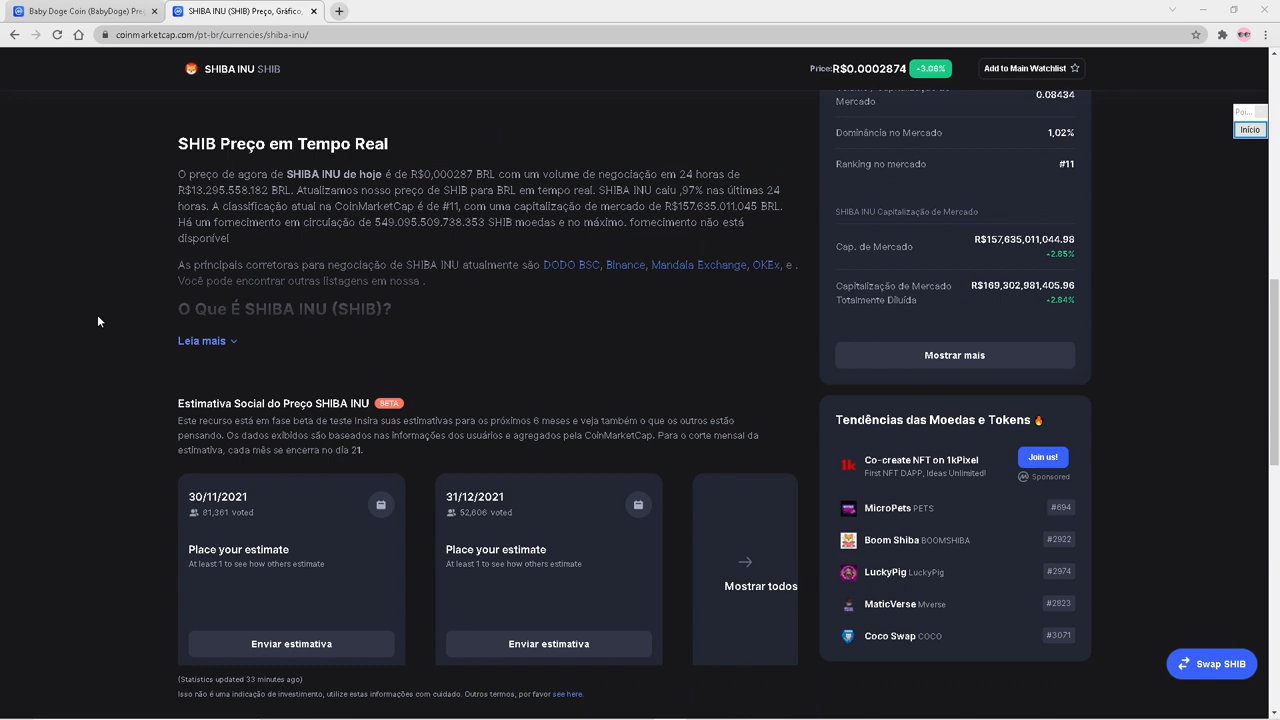 Baby Doge Coin (BabyDoge) Pre
SHIBA INU (SHIB) Preço, Gráfico,
coinmarketcap.com/pt-br/currencies/shiba-inu/
SHIBA INU SHIB
Price:R$0.0002874 +3.06%
Add to Main Watchlist
Mercado
0.08434
Dominância no Mercado
1,02%
Ranking no mercado
#11
SHIBA INU Capitalização de Mercado
Cap. de Mercado
R$157,635,011,044.98
+2.85%
Capitalização de Mercado
Totalmente Diluída
R$169,302,981,405.96
+2.84%
Mostrar mais
Poi...
Início
SHIB Preço em Tempo Real
O preço de agora de SHIBA INU de hoje é de R$0,000287 BRL com um volume de negociação em 24 horas de
R$13.295.558.182 BRL. Atualizamos nosso preço de SHIB para BRL em tempo real. SHIBA INU caiu ,97% nas últimas 24
horas. A classificação atual na CoinMarketCap é de #11, com uma capitalização de mercado de R$157.635.011.045 BRL.
Há um fornecimento em circulação de 549.095.509.738.353 SHIB moedas e no máximo. fornecimento não está
disponível
As principais corretoras para negociação de SHIBA INU atualmente são DODO BSC, Binance, Mandala Exchange, OKEx, e .
Você pode encontrar outras listagens em nossa .
O Que É SHIBA INU (SHIB)?
Leia mais
Estimativa Social do Preço SHIBA INU BETA
Este recurso está em fase beta de teste Insira suas estimativas para os próximos 6 meses e veja também o que os outros estão
pensando. Os dados exibidos são baseados nas informações dos usuários e agregados pela CoinMarketCap. Para o corte mensal da
estimativa, cada mês se encerra no dia 21.
30/11/2021
81,361 voted
Place your estimate
At least 1 to see how others estimate
Enviar estimativa
31/12/2021
52,606 voted
Place your estimate
At least 1 to see how others estimate
Enviar estimativa
Mostrar todos
(Statistics updated 33 minutes ago)
Isso não é uma indicação de investimento, utilize estas informações com cuidado. Outros termos, por favor see here.
Tendências das Moedas e Tokens
Co-create NFT on 1kPixel
First NFT DAPP, Ideas Unlimited!
Join us!
Sponsored
MicroPets PETS
#694
Boom Shiba BOOMSHIBA
#2922
LuckyPig LuckyPig
#2974
MaticVerse Mverse
#2823
Coco Swap COCO
#3071
Swap SHIB